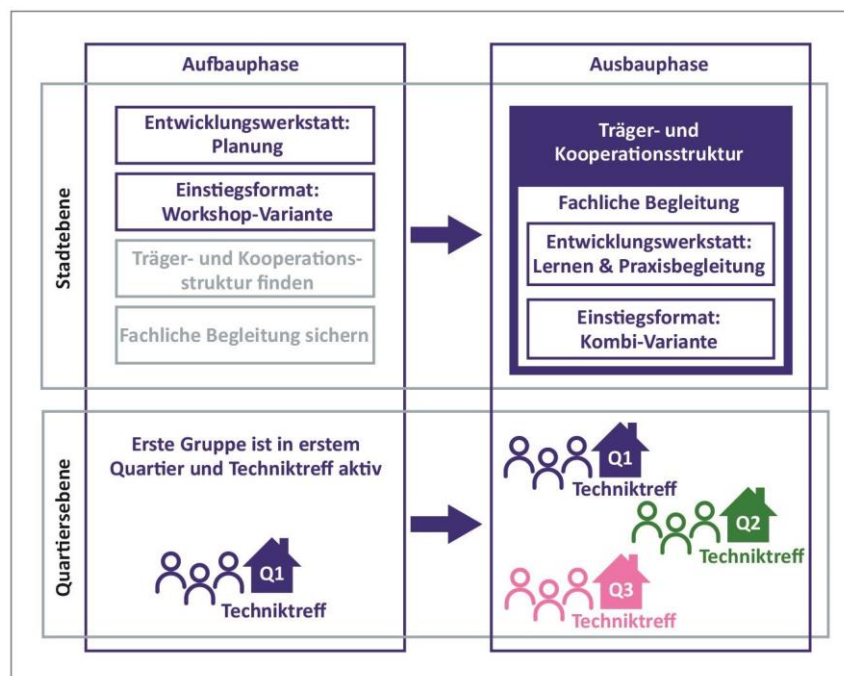 Aufbauphase
Ausbauphase
Stadtebene
Entwicklungswerkstatt:
Planung
Einstiegsformat:
Workshop-Variante
Träger- und Kooperations-
struktur finden
Fachliche Begleitung sichern
Träger- und
Kooperationsstruktur
Fachliche Begleitung
Entwicklungswerkstatt:
Lernen & Praxisbegleitung
Einstiegsformat:
Kombi-Variante
Quartiersebene
Erste Gruppe ist in erstem
Quartier und Techniktreff aktiv
Q1
Techniktreff
Q1
Techniktreff
Q2
Techniktreff
Q3
Techniktreff